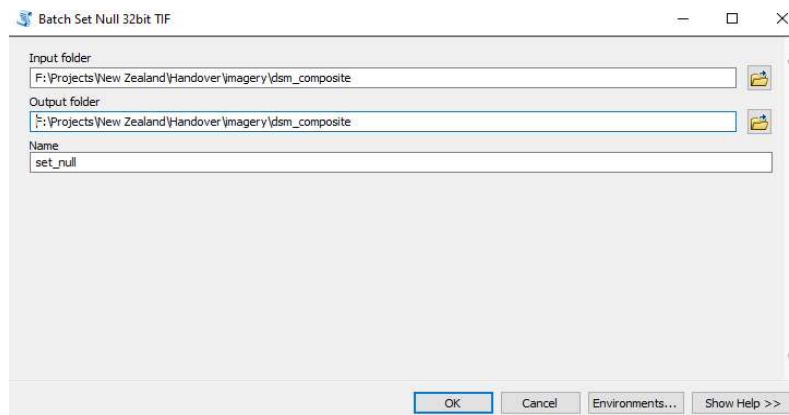 Batch Set Null 32bit TIF
Input folder
F:\Projects\New Zealand\Handover\imagery\dsm_composite
Output folder
F:\Projects\New Zealand\Handover\imagery\dsm_composite
Name
set_null
OK Cancel Environments... Show Help >>